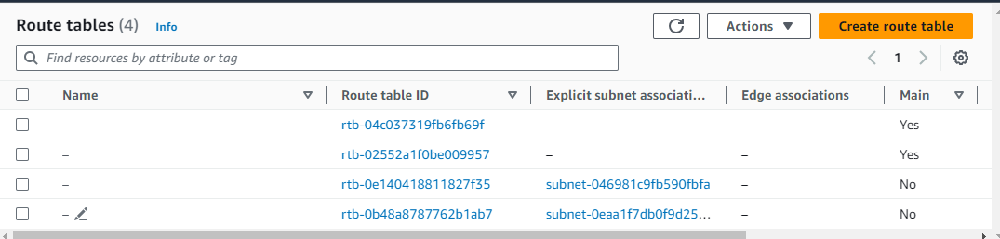 Route tables (4) Info Actions Create route table
Find resources by attribute or tag 1
Name Route table ID Explicit subnet associati... Edge associations Main
– rtb-04c037319fb6fb69f – – Yes
– rtb-02552a1f0be009957 – – Yes
– rtb-0e140418811827f35 subnet-046981c9fb590fbfa – No
– rtb-0b48a8787762b1ab7 subnet-0eaa1f7db0f9d25... – No